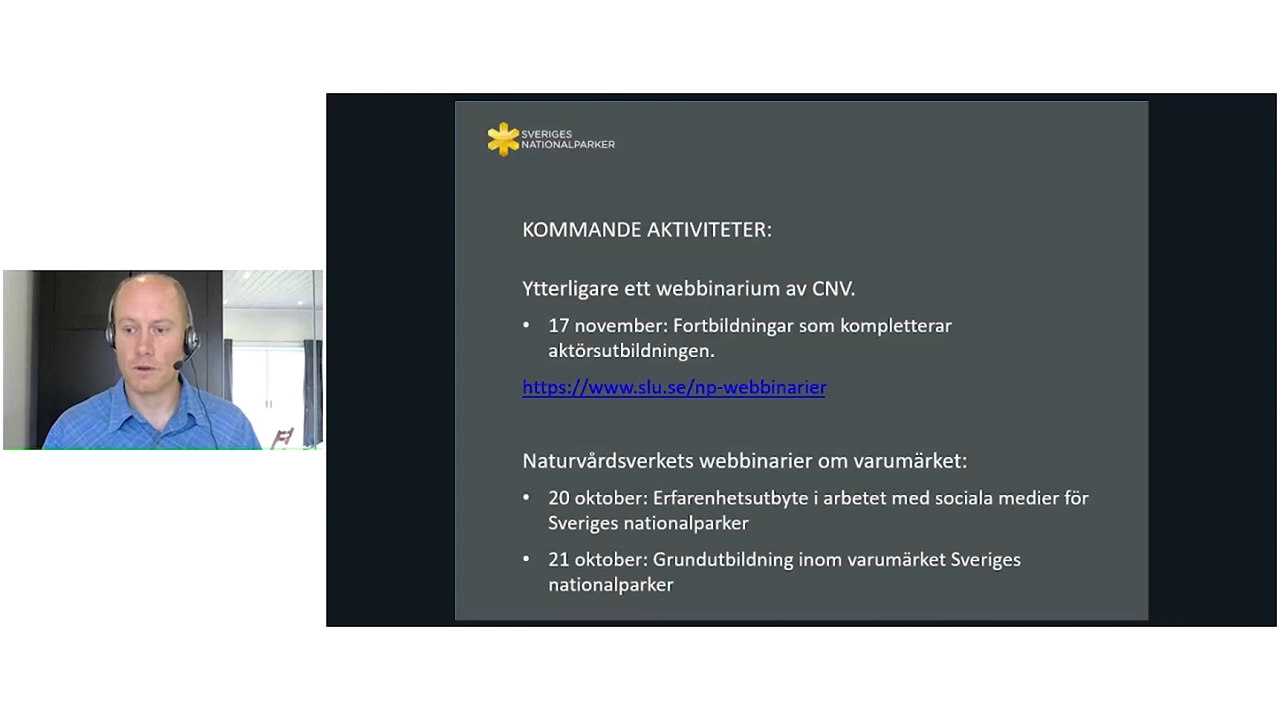 SVERIGES
NATIONALPARKER
KOMMANDE AKTIVITETER:
Ytterligare ett webbinarium av CNV.
• 17 november: Fortbildningar som kompletterar
aktörsutbildningen.
https://www.slu.se/np-webbinarier
Naturvårdsverkets webbinarier om varumärket:
• 20 oktober: Erfarenhetsutbyte i arbetet med sociala medier för
Sveriges nationalparker
• 21 oktober: Grundutbildning inom varumärket Sveriges
nationalparker